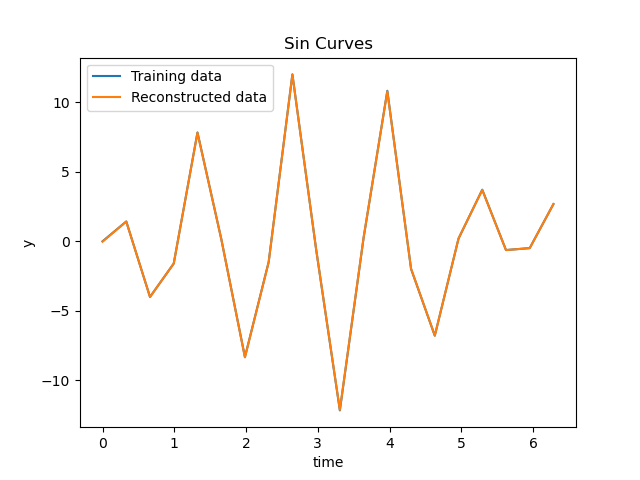 Sin Curves
Training data
Reconstructed data
10
5
0
−5
−10
y
0 1 2 3 4 5 6
time